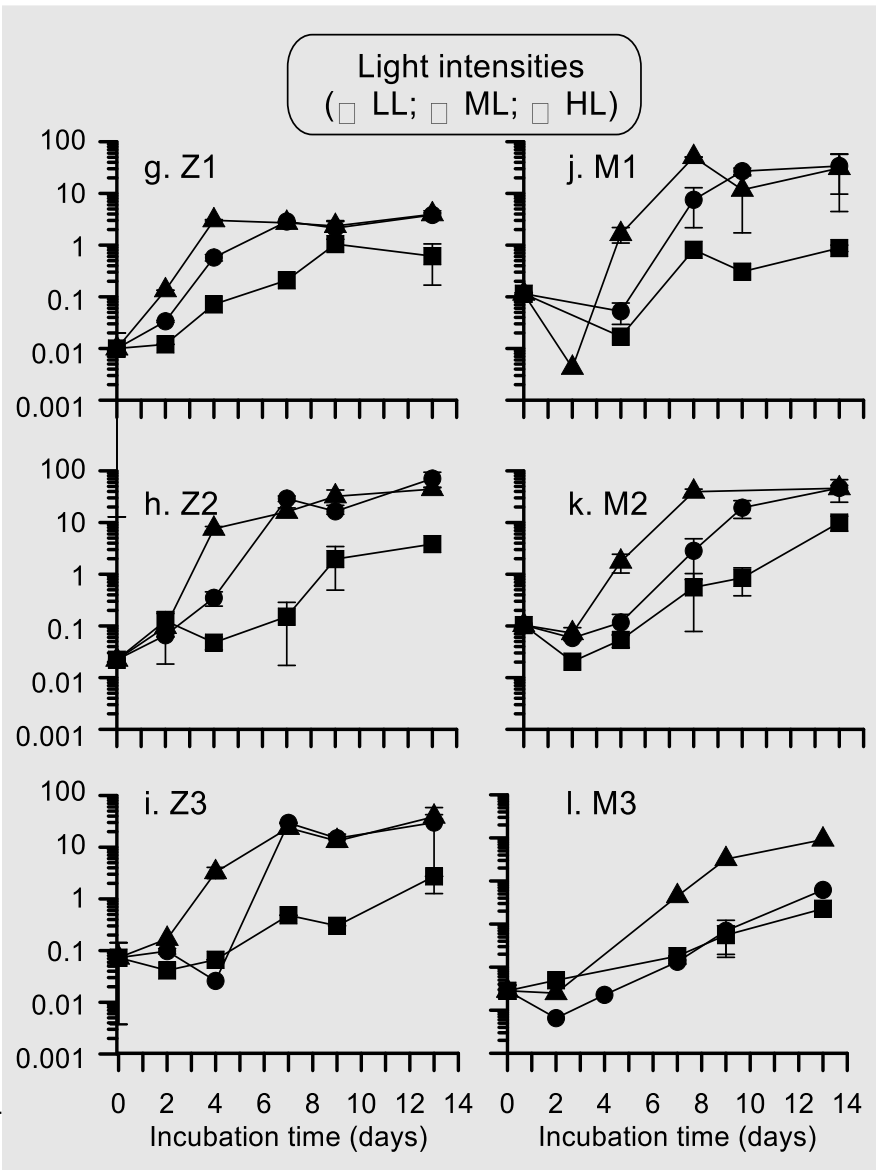 Light intensities
(□ LL; □ ML; □ HL)
g. Z1
100
10
1
0.1
0.01
0.001
j. M1
h. Z2
100
10
1
0.1
0.01
0.001
k. M2
i. Z3
100
10
1
0.1
0.01
0.001
l. M3
0 2 4 6 8 10 12 14
Incubation time (days)
0 2 4 6 8 10 12 14
Incubation time (days)